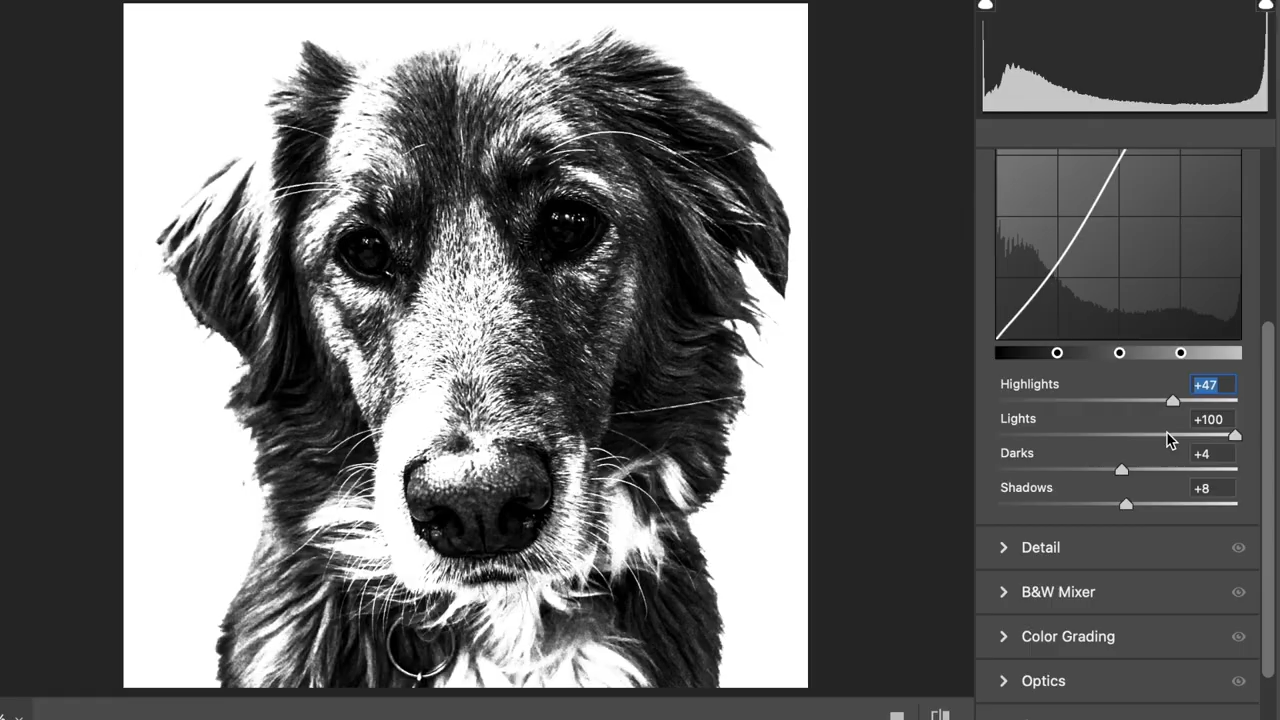 Highlights +47
Lights +100
Darks +4
Shadows +8
Detail
B&W Mixer
Color Grading
Optics